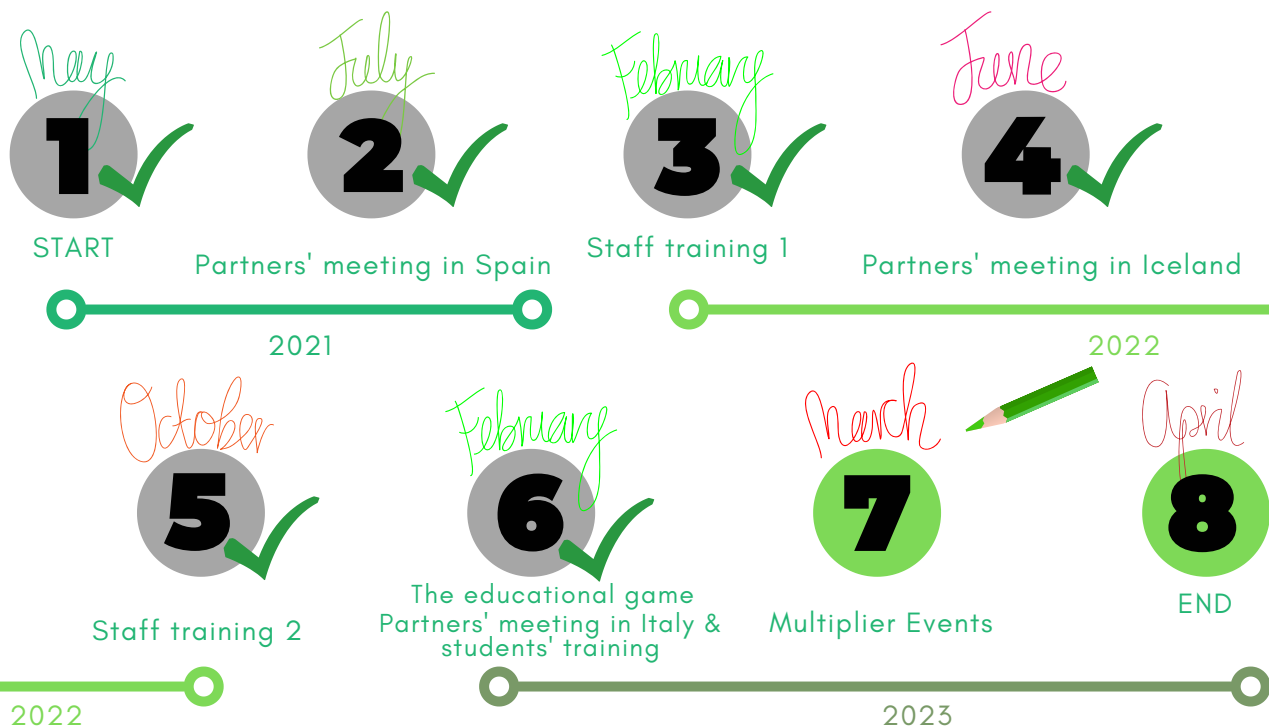 May
July
February
June
1
2
3
4
START
Partners' meeting in Spain
Staff training 1
Partners' meeting in Iceland
2021
2022
October
February
March
April
5
6
7
8
Staff training 2
The educational game
Partners' meeting in Italy &
students' training
Multiplier Events
END
2022
2023